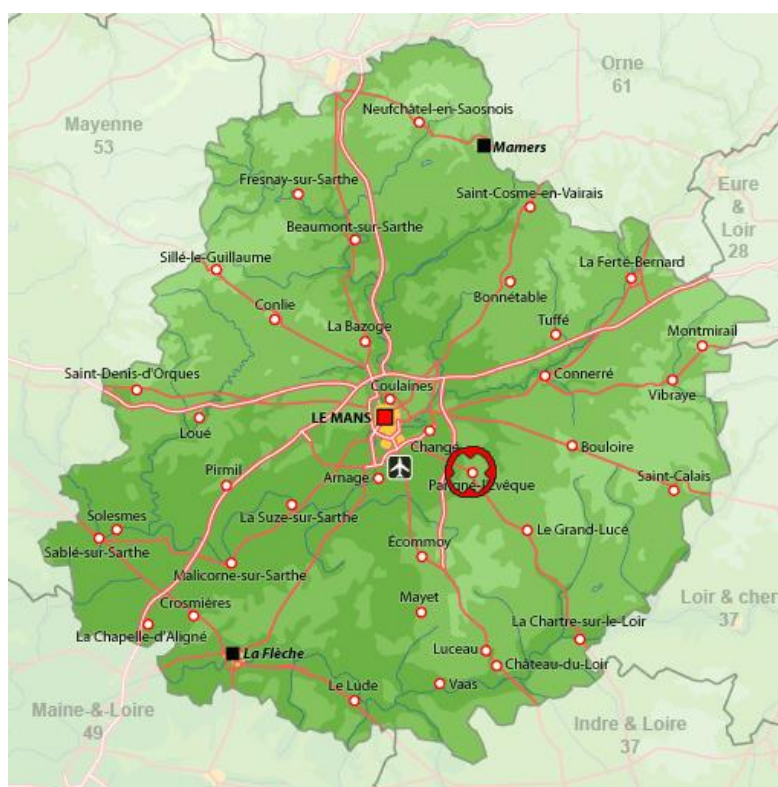 Orne
61
Mayenne
53
Neufchâtel-en-Saosnois
Mamers
Fresnay-sur-Sarthe
Saint-Cosme-en-Vairais
Eure
&
Loir
28
Beaumont-sur-Sarthe
Sillé-le-Guillaume
La Ferté-Bernard
Bonnétable
Conlie
Tuffé
La Bazoge
Montmirail
Saint-Denis-d'Orques
Connerré
Coulaines
Vibraye
LE MANS
Loué
Changé
Bouloire
Pirmil
Arnage
Parigné-l'Evêque
Saint-Calais
La Suze-sur-Sarthe
Solesmes
Le Grand-Lucé
Sablé-sur-Sarthe
Écommoy
Malicorne-sur-Sarthe
Loir & cher
37
Crosmières
Mayet
La Chartre-sur-le-Loir
La Chapelle-d'Aligné
La Flèche
Luceau
Château-du-Loir
Vaas
Le Lude
Maine-&-Loire
49
Indre & Loire
37